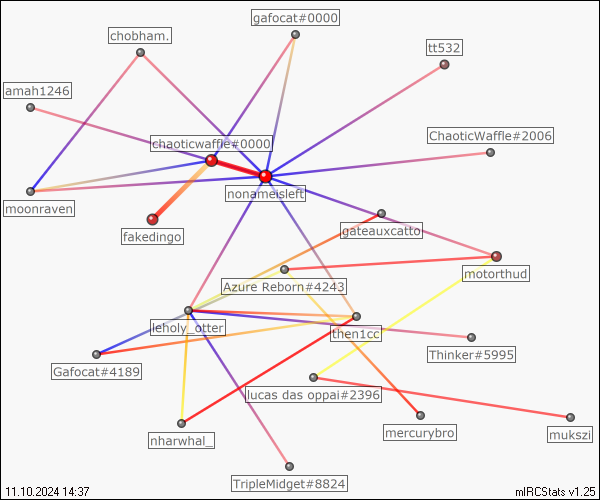 gafocat#0000
chobham.
tt532
amah1246
chaoticwaffle#0000
ChaoticWaffle#2006
nonameisleft
moonraven
gateauxcatto
fakedingo
motorthud
Azure Reborn#4243
leholy_otter
then1cc
Thinker#5995
Gafocat#4189
lucas das oppai#2396
mercurybro
mukszi
nharwhal_
TripleMidget#8824
11.10.2024 14:37
mIRCStats v1.25